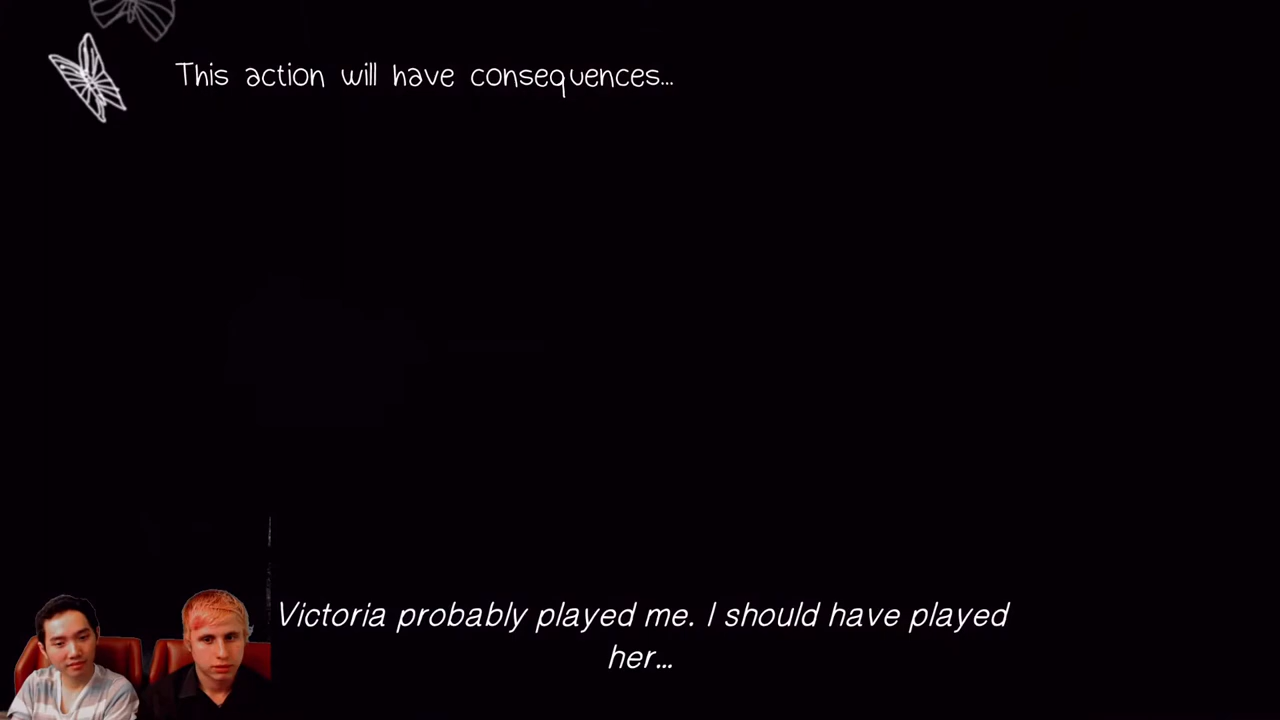 This action will have consequences...
Victoria probably played me. I should have played
her...